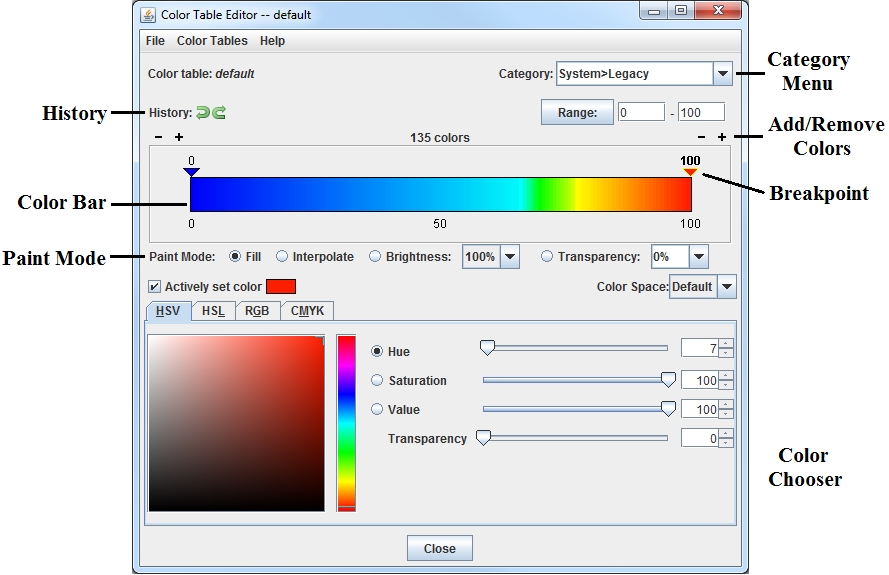 Color Table Editor -- default
File Color Tables Help
Color table: default
Category: System>Legacy
Category
Menu
History
History:
Range: 0 - 100
- +
135 colors
- +
Add/Remove
Colors
0
100
Breakpoint
Color Bar
0
50
100
Paint Mode
Paint Mode: Fill Interpolate Brightness: 100% Transparency: 0%
Actively set color
Color Space: Default
HSV HSL RGB CMYK
Hue 7
Saturation 100
Value 100
Transparency 0
Color
Chooser
Close